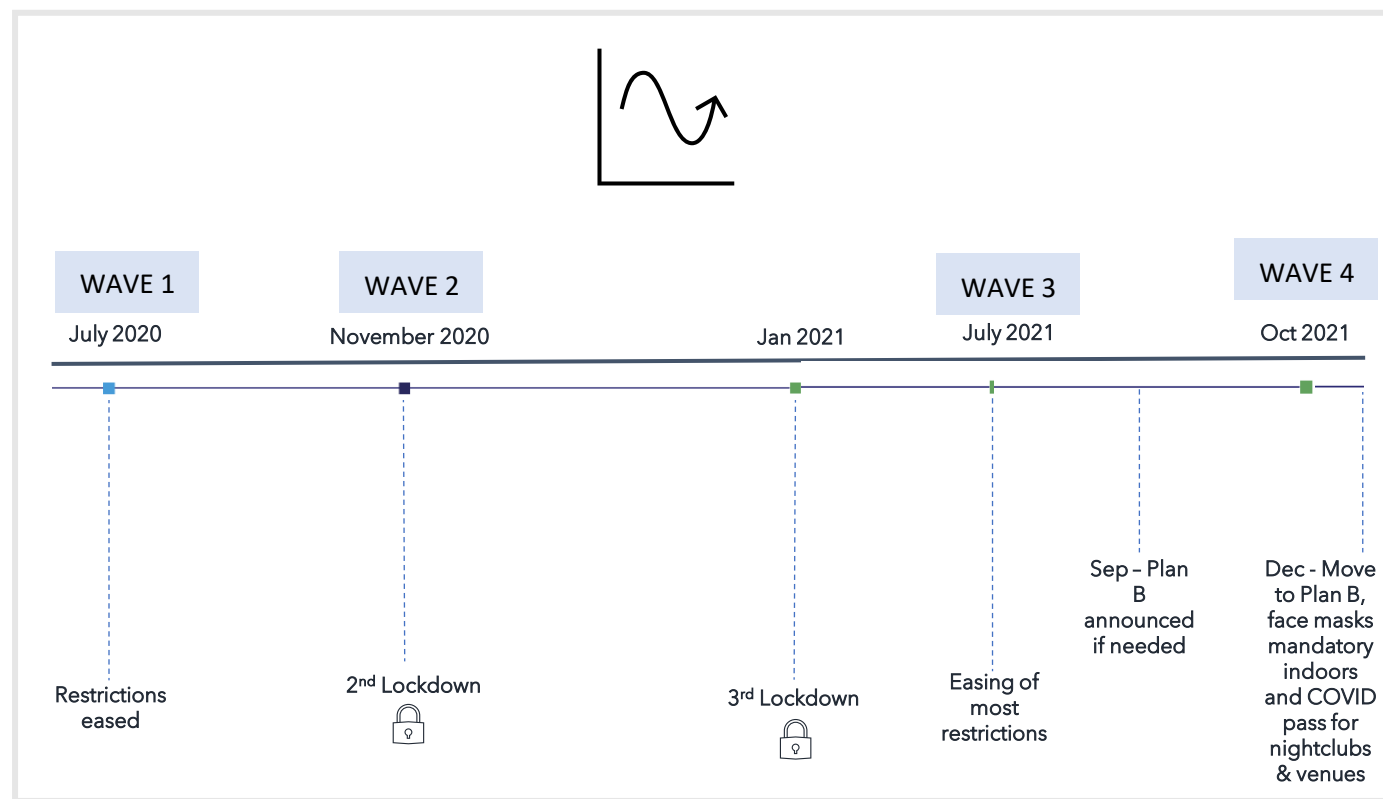 WAVE 1
WAVE 2
WAVE 3
WAVE 4
July 2020
November 2020
Jan 2021
July 2021
Oct 2021
Restrictions
eased
2nd Lockdown
3rd Lockdown
Easing of
most
restrictions
Sep – Plan
B
announced
if needed
Dec - Move
to Plan B,
face masks
mandatory
indoors
and COVID
pass for
nightclubs
& venues